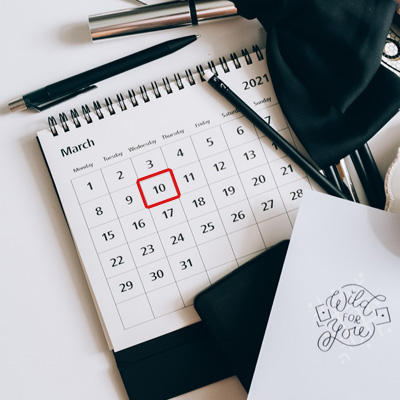 2021
March
Monday Tuesday Wednesday Thursday Friday Saturday Sunday
1 2 3 4 5 6 7
8 9 10 11 12 13
15 16 17 18 19 20 21
22 23 24 25 26 27 28
29 30 31
Wild
FOR
You